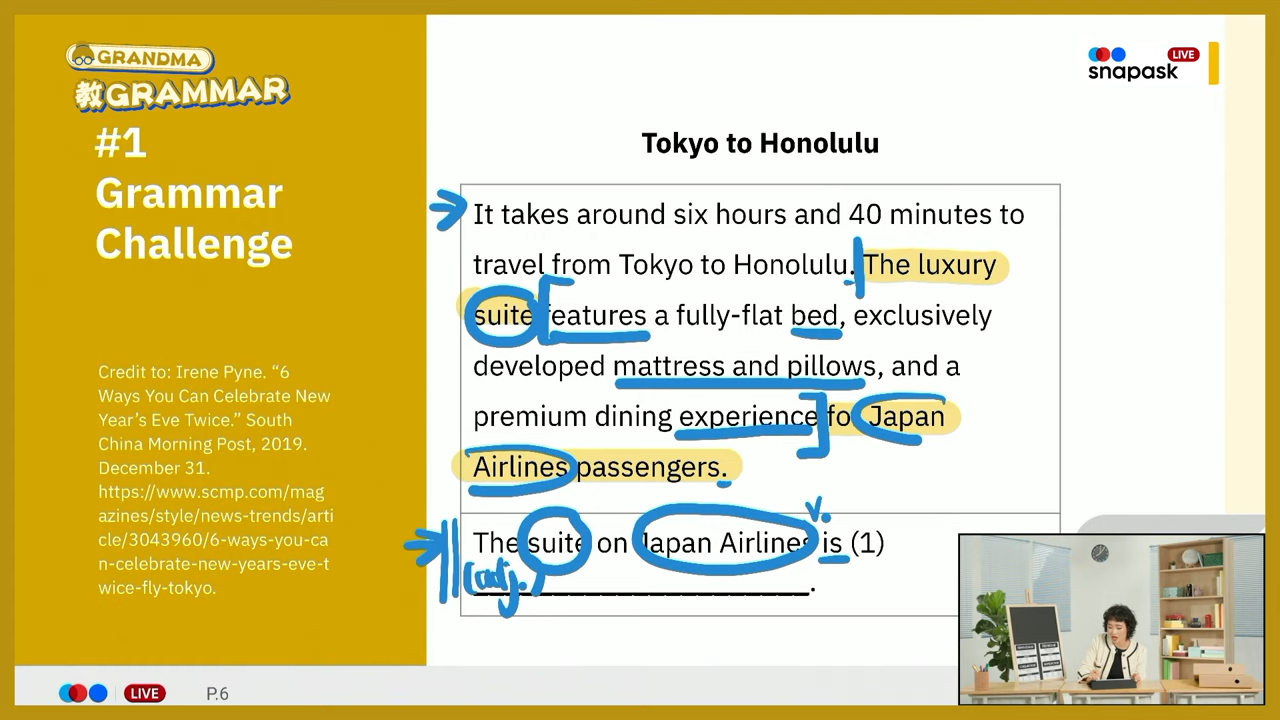 GRANDMA
教GRAMMAR
#1
Grammar
Challenge
Credit to: Irene Pyne. “6
Ways You Can Celebrate New
Year’s Eve Twice.” South
China Morning Post, 2019.
December 31.
https://www.scmp.com/mag
azines/style/news-trends/arti
cle/3043960/6-ways-you-ca
n-celebrate-new-years-eve-t
wice-fly-tokyo.
LIVE
snapask
Tokyo to Honolulu
It takes around six hours and 40 minutes to
travel from Tokyo to Honolulu. The luxury
suite features a fully-flat bed, exclusively
developed mattress and pillows, and a
premium dining experience for Japan
Airlines passengers.
v.
The suite on Japan Airlines is (1)
(adj.)
____________________.
LIVE
P.6